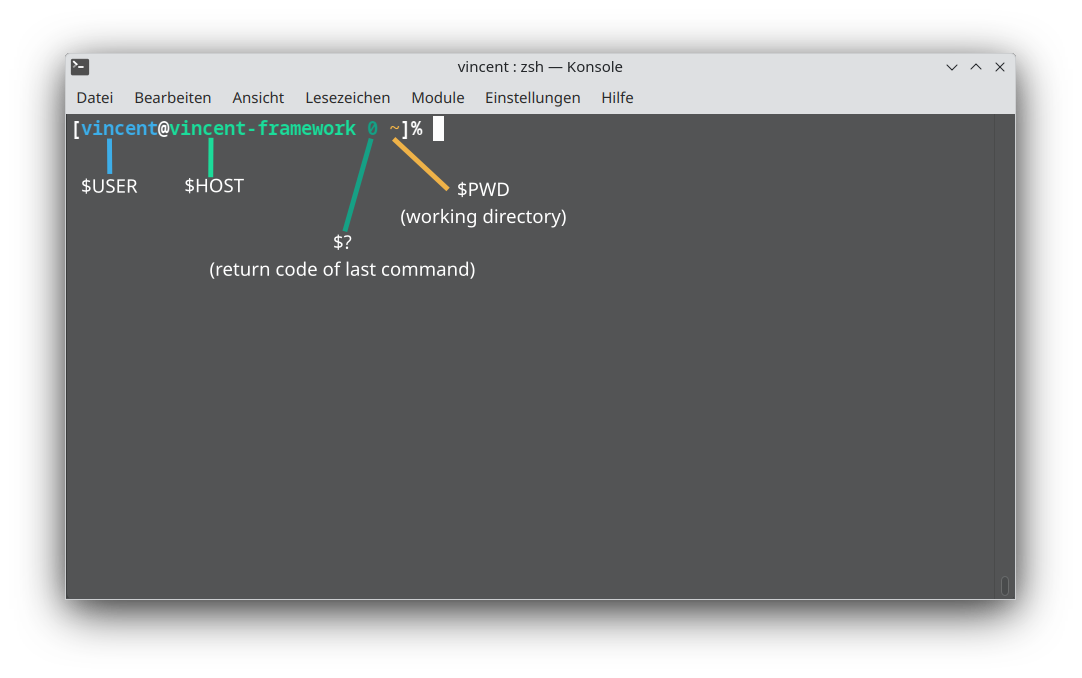 vincent : zsh — Konsole
Datei Bearbeiten Ansicht Lesezeichen Module Einstellungen Hilfe
[vincent@vincent-framework 0 ~]%
$USER $HOST $PWD
(working directory)
$?
(return code of last command)